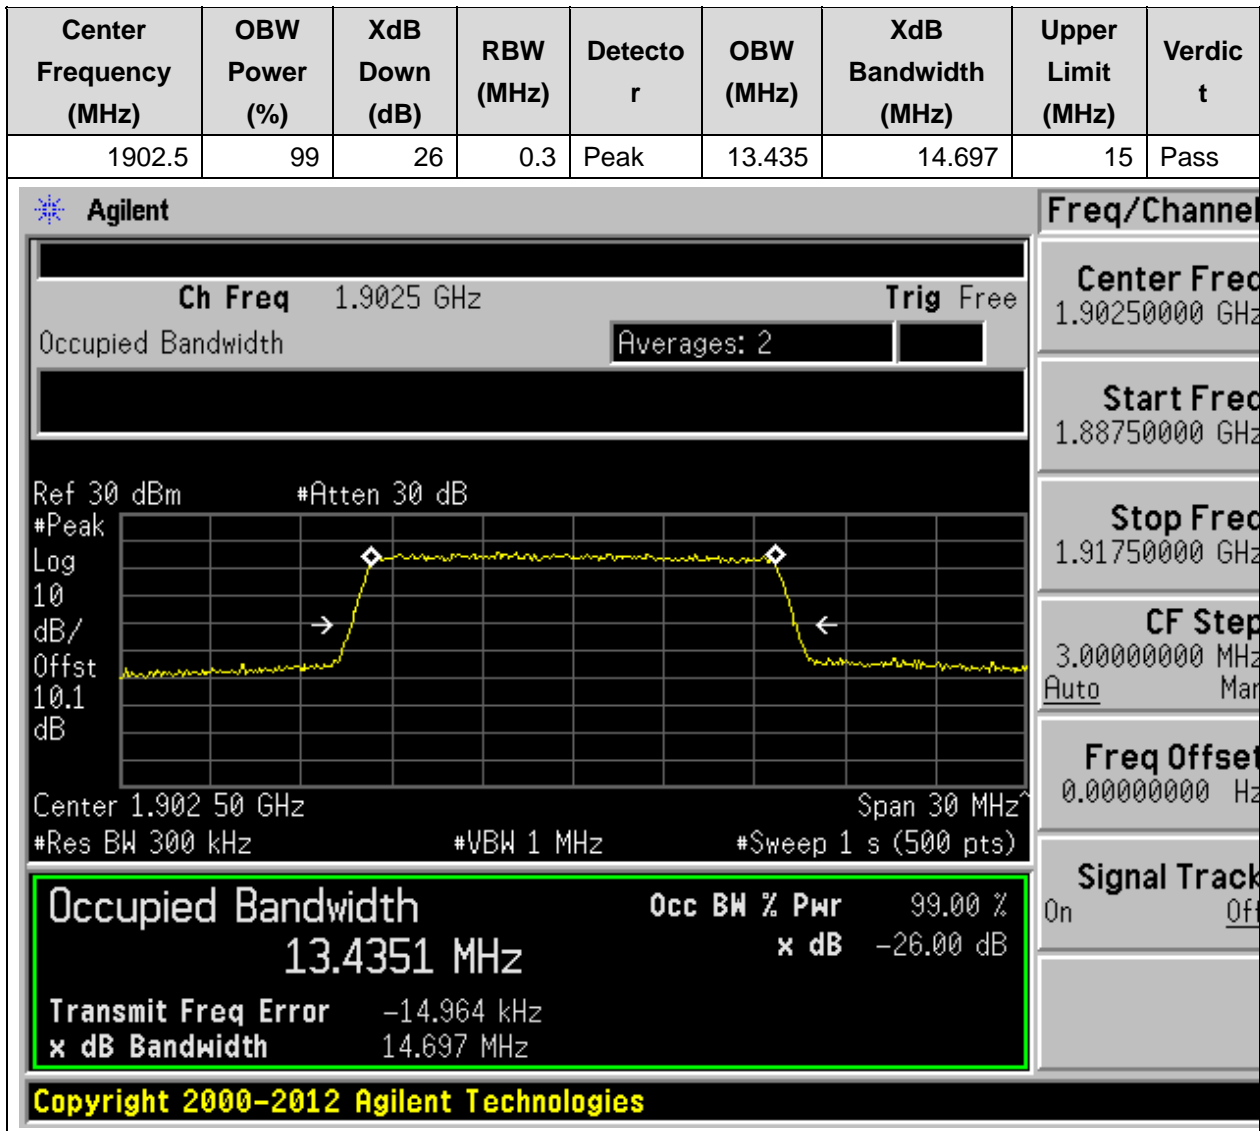 Center Frequency (MHz) OBW Power (%) XdB Down (dB) RBW (MHz) Detecto r OBW (MHz) XdB Bandwidth (MHz) Upper Limit (MHz) Verdic t
1902.5 99 26 0.3 Peak 13.435 14.697 15 Pass
Agilent
Ch Freq 1.9025 GHz Trig Free
Occupied Bandwidth Averages: 2
Ref 30 dBm #Atten 30 dB
#Peak
Log
10
dB/
Offst
10.1
dB
Center 1.902 50 GHz Span 30 MHz^
#Res BW 300 kHz #VBW 1 MHz #Sweep 1 s (500 pts)
Occupied Bandwidth Occ BW % Pwr 99.00 %
13.4351 MHz x dB -26.00 dB
Transmit Freq Error -14.964 kHz
x dB Bandwidth 14.697 MHz
Copyright 2000-2012 Agilent Technologies
Freq/Channel
Center Freq
1.90250000 GHz
Start Freq
1.88750000 GHz
Stop Freq
1.91750000 GHz
CF Step
3.00000000 MHz
Auto Man
Freq Offset
0.00000000 Hz
Signal Track
On Off